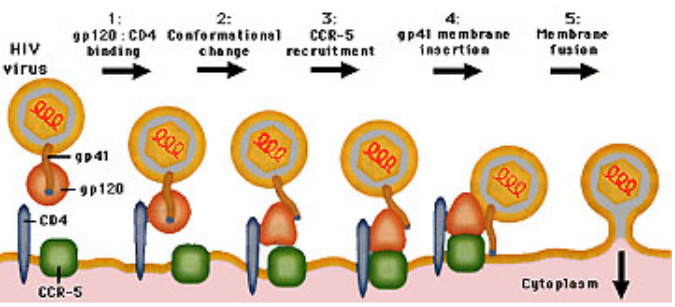 HIV
virus
1:
gp120 : CD4
binding
2:
Conformational
change
3:
CCR-5
recruitment
4:
gp41 membrane
insertion
5:
Membrane
fusion
gp41
gp120
CD4
CCR-5
Cytoplasm